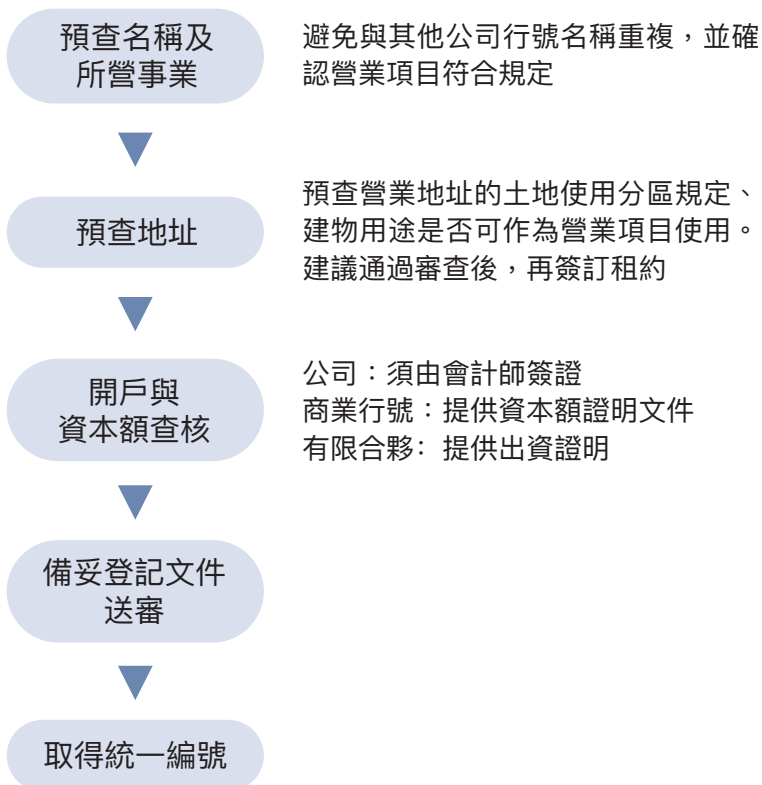 預查名稱及
所營事業
避免與其他公司行號名稱重複，並確
認營業項目符合規定
預查地址
預查營業地址的土地使用分區規定、
建物用途是否可作為營業項目使用。
建議通過審查後，再簽訂租約
開戶與
資本額查核
公司：須由會計師簽證
商業行號：提供資本額證明文件
有限合夥：提供出資證明
備妥登記文件
送審
取得統一編號